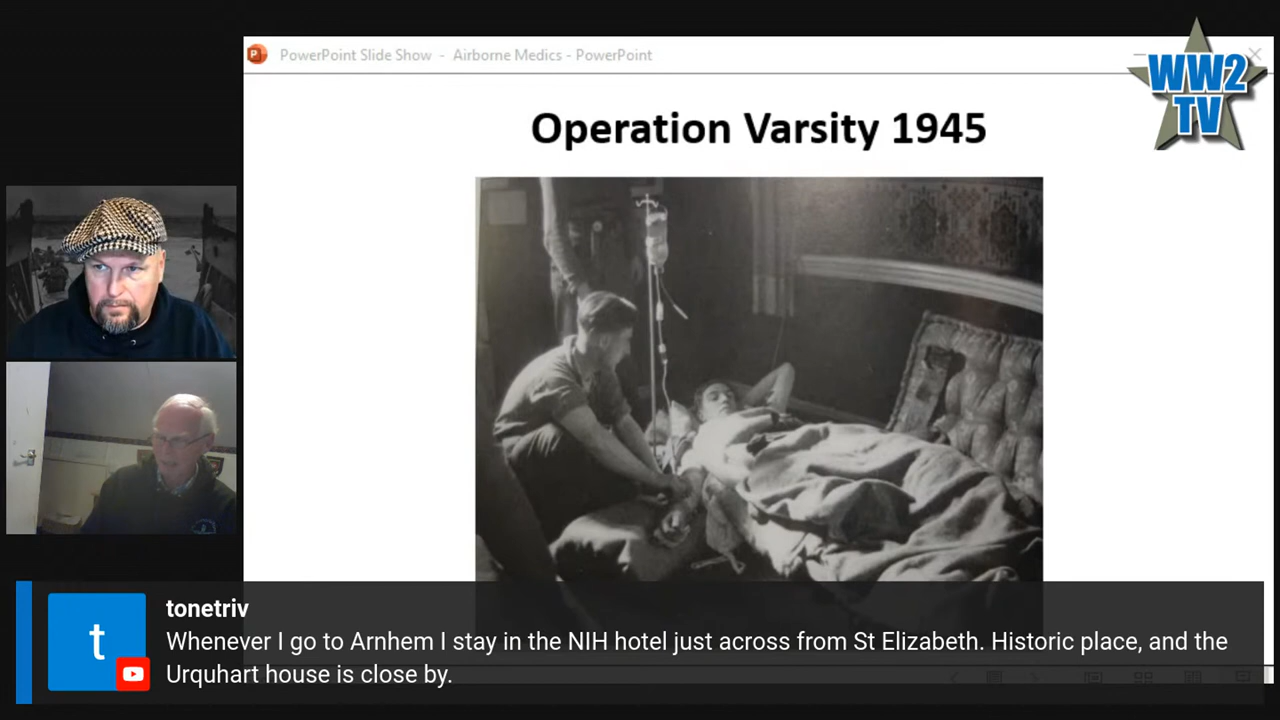 PowerPoint Slide Show - Airborne Medics - PowerPoint
WW2
TV
Operation Varsity 1945
t
tonetriv
Whenever I go to Arnhem I stay in the NIH hotel just across from St Elizabeth. Historic place, and the
Urquhart house is close by.